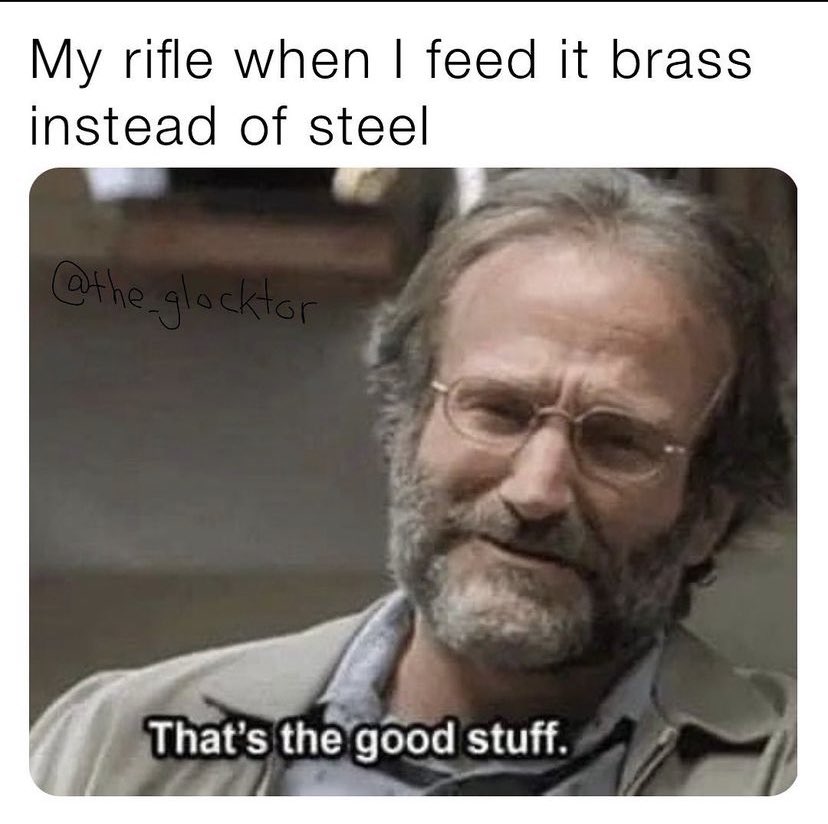 My rifle when I feed it brass
instead of steel
@the_glocktor
That's the good stuff.